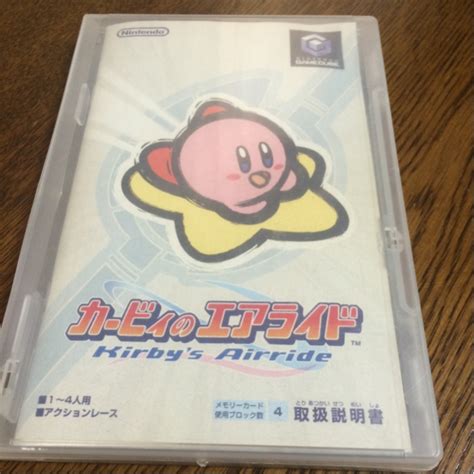 Nintendo
NINTENDO
GAMECUBE
カービィのエアライド™
Kirby's Airride
■1〜4人用
■アクションレース
メモリーカード
使用ブロック数 4
とりあつかいせつめいしょ
取扱説明書